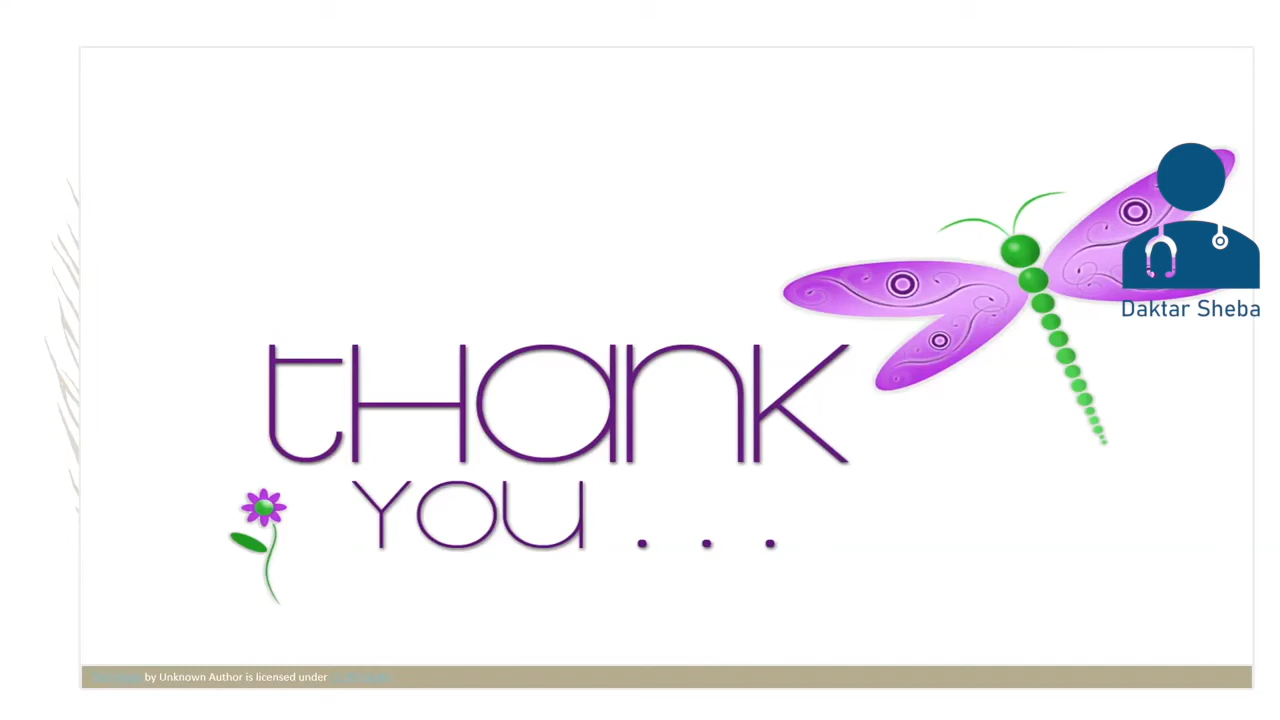 Daktar Sheba
tHank
YOU . . .
by Unknown Author is licensed under